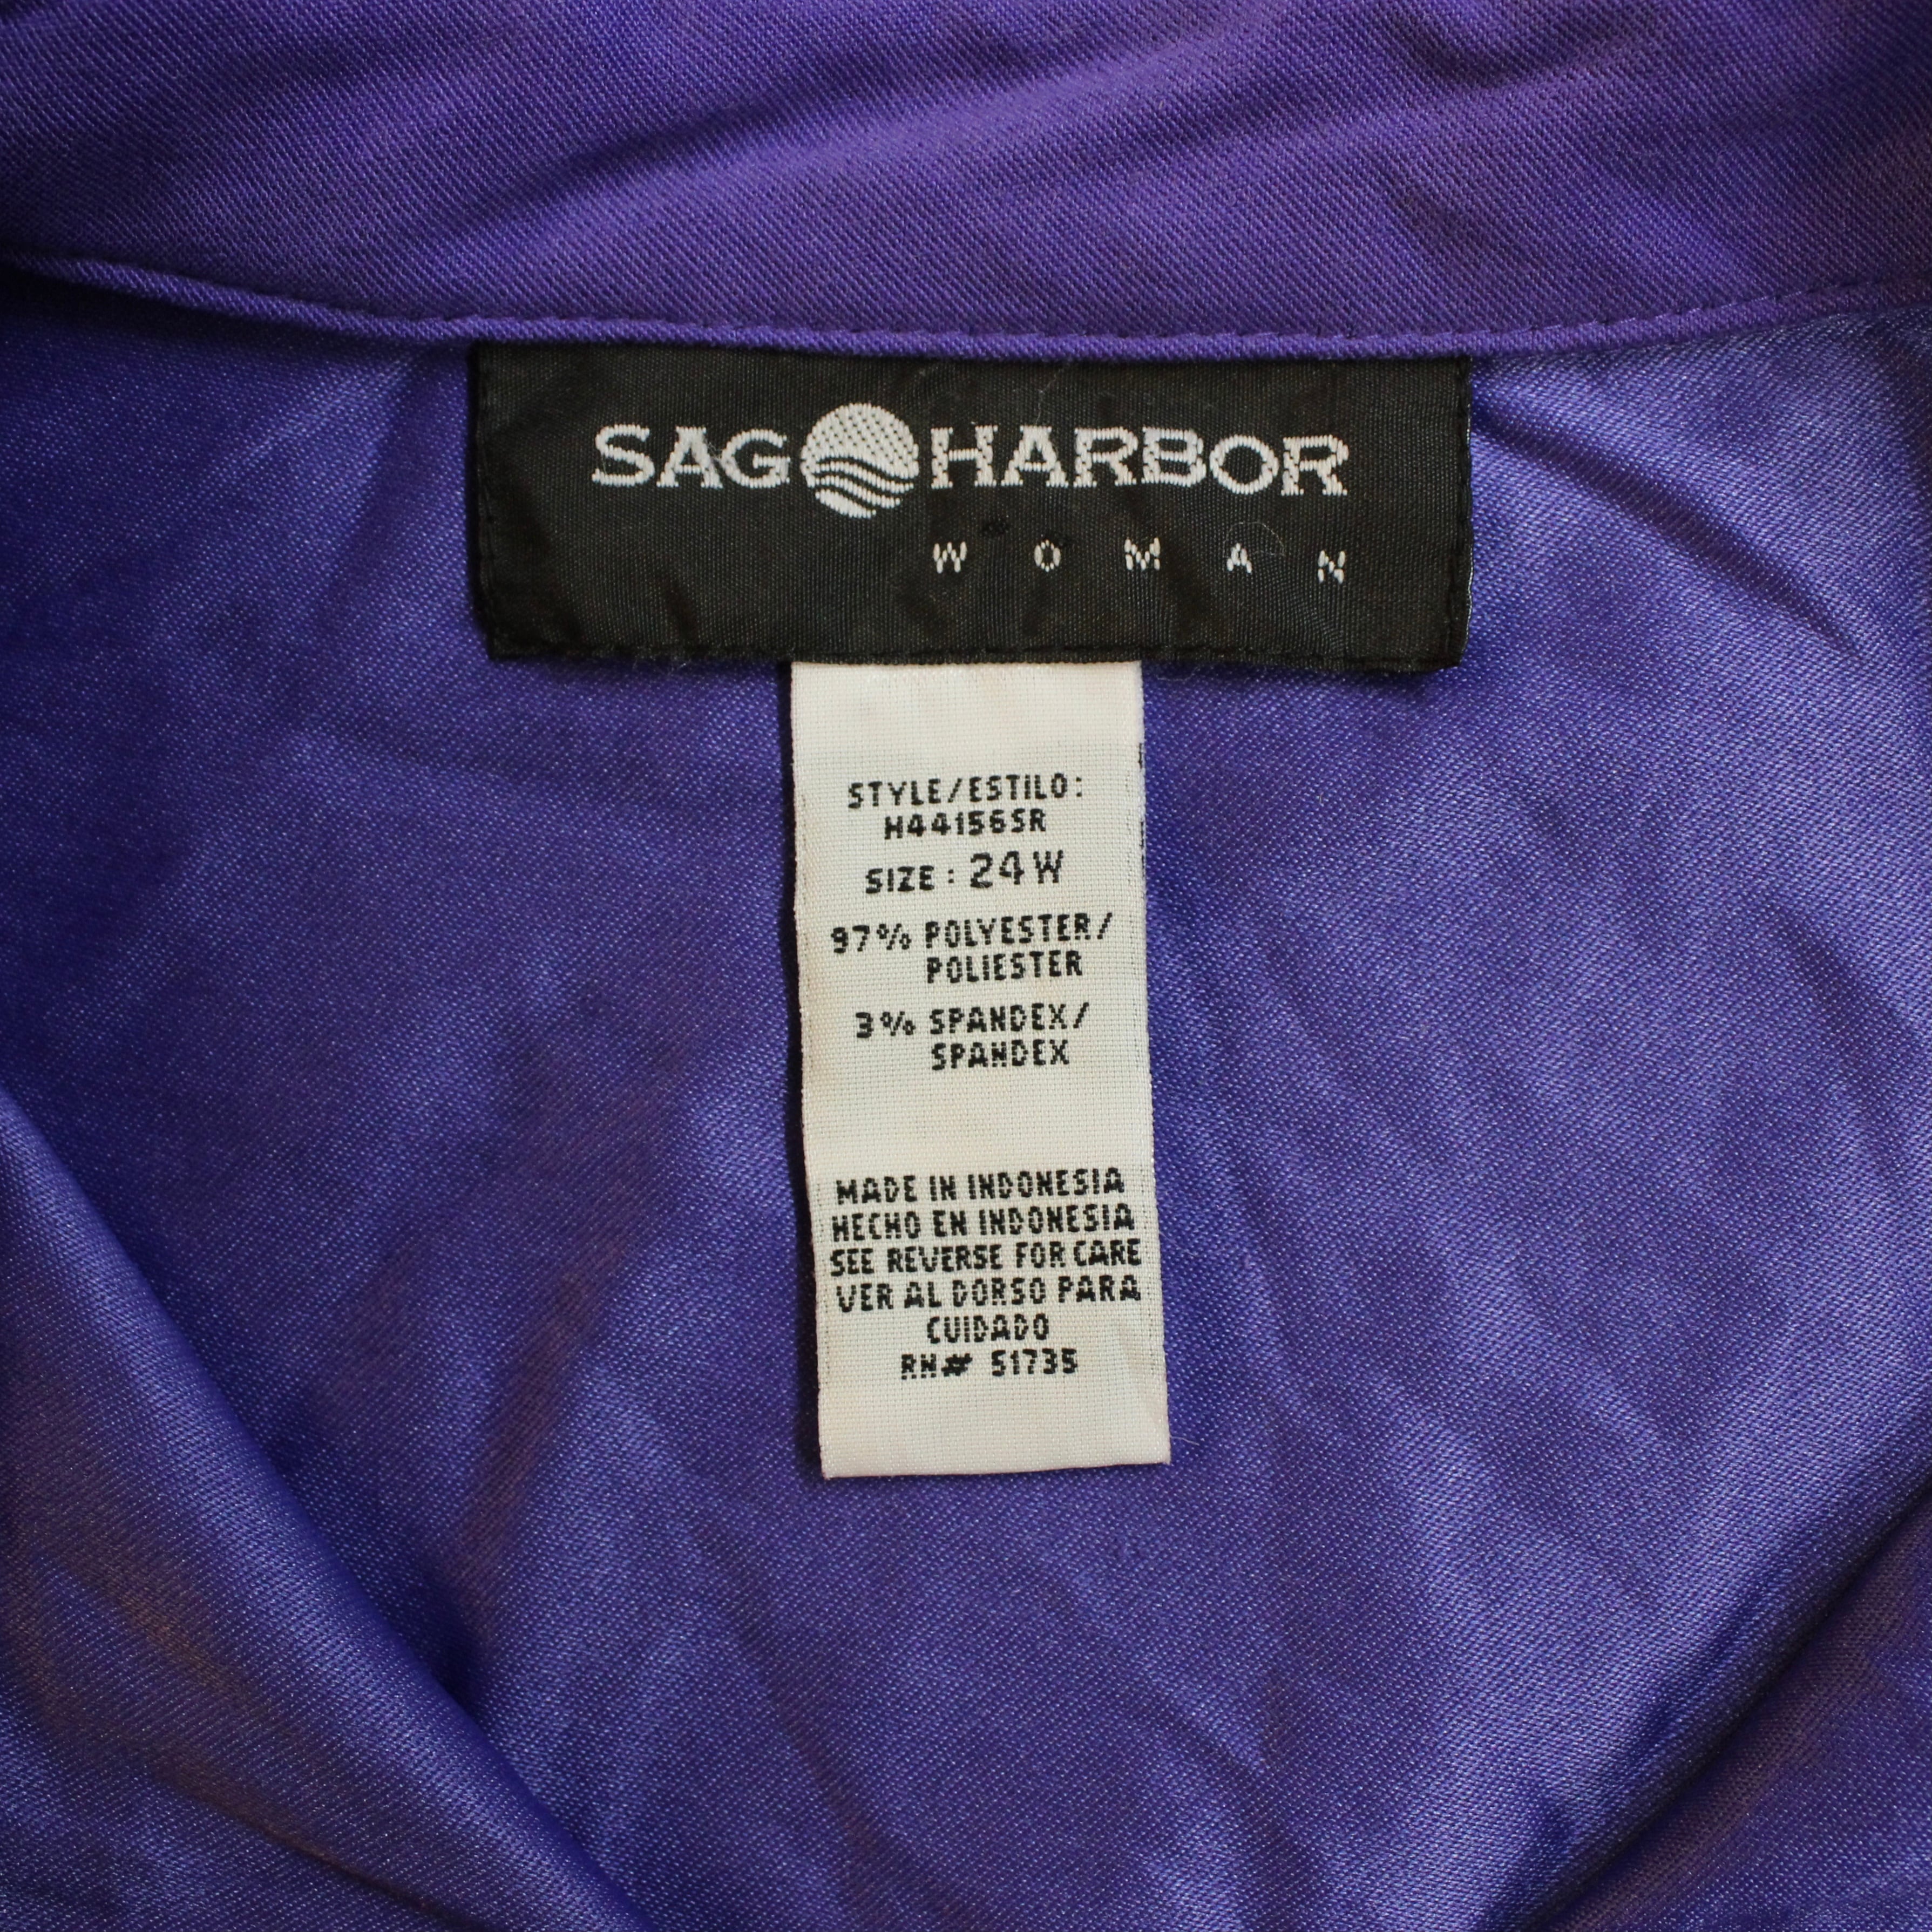 SAG HARBOR
WOMAN
STYLE/ESTILO:
H44156SR
SIZE: 24W
97% POLYESTER/
POLIESTER
3% SPANDEX/
SPANDEX
MADE IN INDONESIA
HECHO EN INDONESIA
SEE REVERSE FOR CARE
VER AL DORSO PARA
CUIDADO
RN# 51735